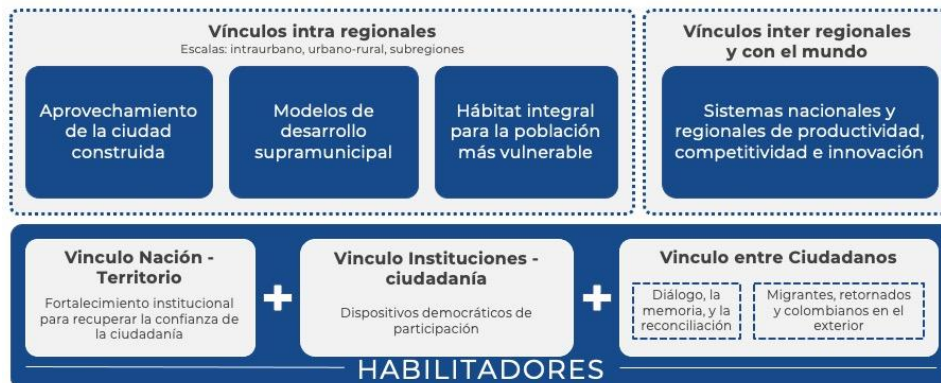 Vínculos intra regionales
Escalas: intraurbano, urbano-rural, subregiones
Aprovechamiento
de la ciudad
construida
Modelos de
desarrollo
supramunicipal
Hábitat integral
para la población
más vulnerable
Vínculos inter regionales
y con el mundo
Sistemas nacionales y
regionales de productividad,
competitividad e innovación
Vinculo Nación -
Territorio
Fortalecimiento institucional
para recuperar la confianza de
la ciudadanía
+
Vinculo Instituciones -
ciudadanía
Dispositivos democráticos de
participación
+
Vinculo entre Ciudadanos
Diálogo, la
memoria, y la
reconciliación
Migrantes, retornados
y colombianos en el
exterior
HABILITADORES